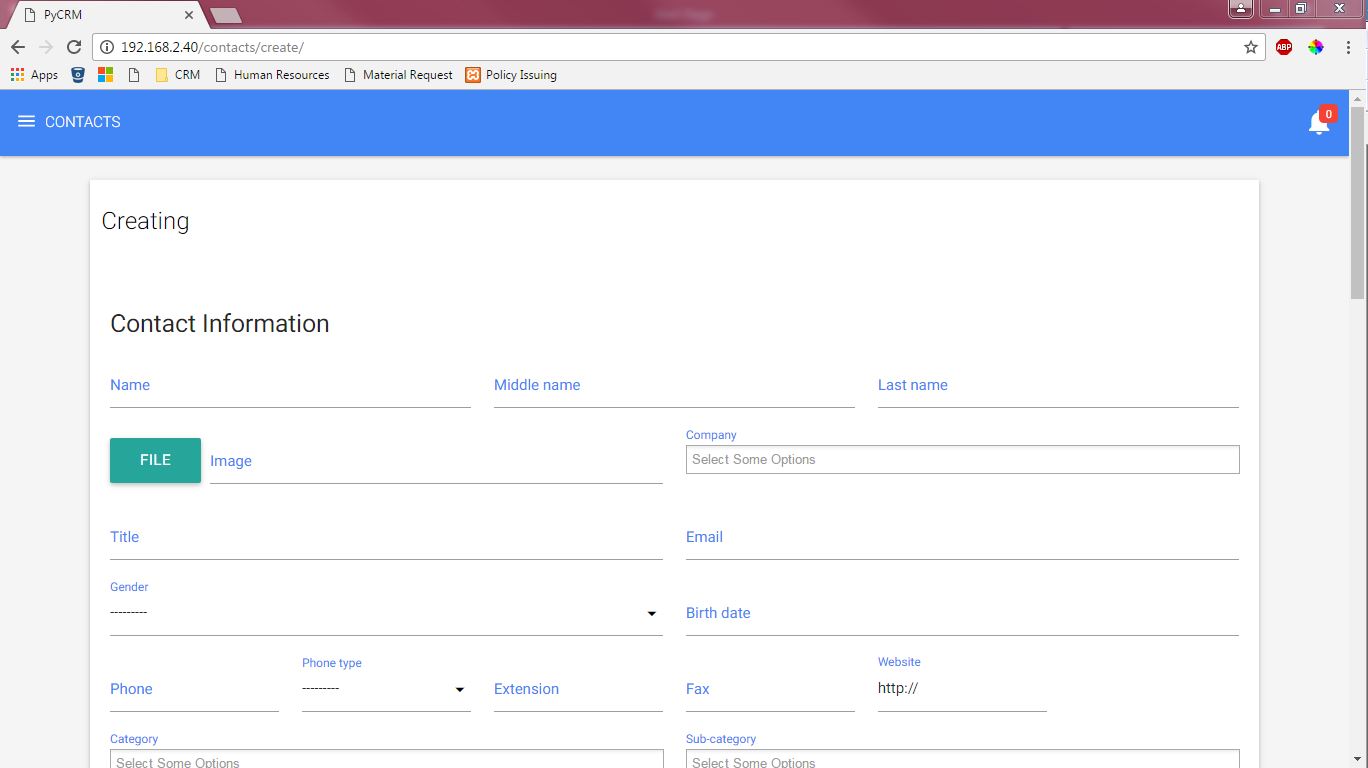 PyCRM
192.168.2.40/contacts/create/
ABP
Apps CRM Human Resources Material Request Policy Issuing
CONTACTS
0
Creating
Contact Information
Name Middle name Last name
Company
FILE Image Select Some Options
Title Email
Gender
--------- Birth date
Phone type Website
Phone --------- Extension Fax http://
Category Sub-category
Select Some Options Select Some Options